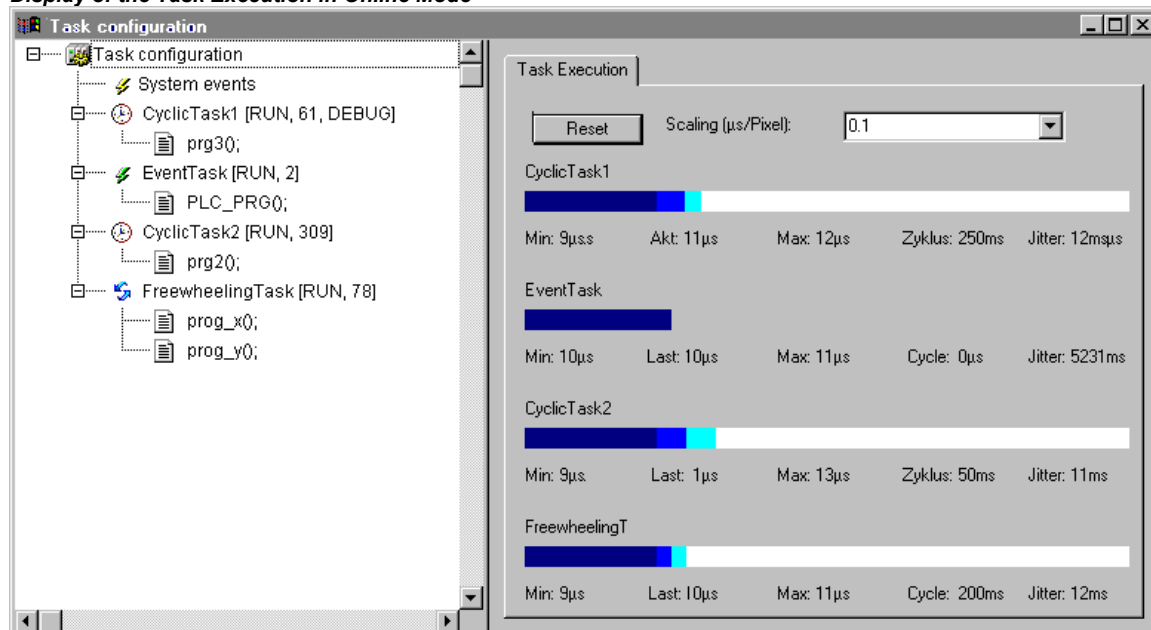 Display of the Task Execution in Online Mode
Task configuration
Task configuration
System events
CyclicTask1 [RUN, 61, DEBUG]
prg3();
EventTask [RUN, 2]
PLC_PRG();
CyclicTask2 [RUN, 309]
prg2();
FreewheelingTask [RUN, 78]
prog_x();
prog_y();
Task Execution
Reset Scaling (µs/Pixel): 0.1
CyclicTask1
Min: 9µs.s Akt: 11µs Max: 12µs Zyklus: 250ms Jitter: 12msµs
EventTask
Min: 10µs Last: 10µs Max: 11µs Cycle: 0µs Jitter: 5231ms
CyclicTask2
Min: 9µs. Last: 1µs Max: 13µs Zyklus: 50ms Jitter: 11ms
FreewheelingT
Min: 9µs Last: 10µs Max: 11µs Cycle: 200ms Jitter: 12ms